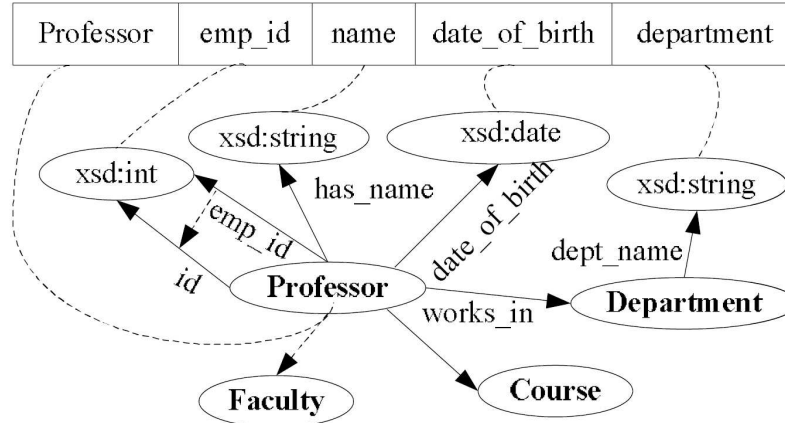 Professor emp_id name date_of_birth department
xsd:string xsd:date
xsd:int xsd:string
has_name
emp_id date_of_birth
id dept_name
Professor Department
works_in
Faculty Course